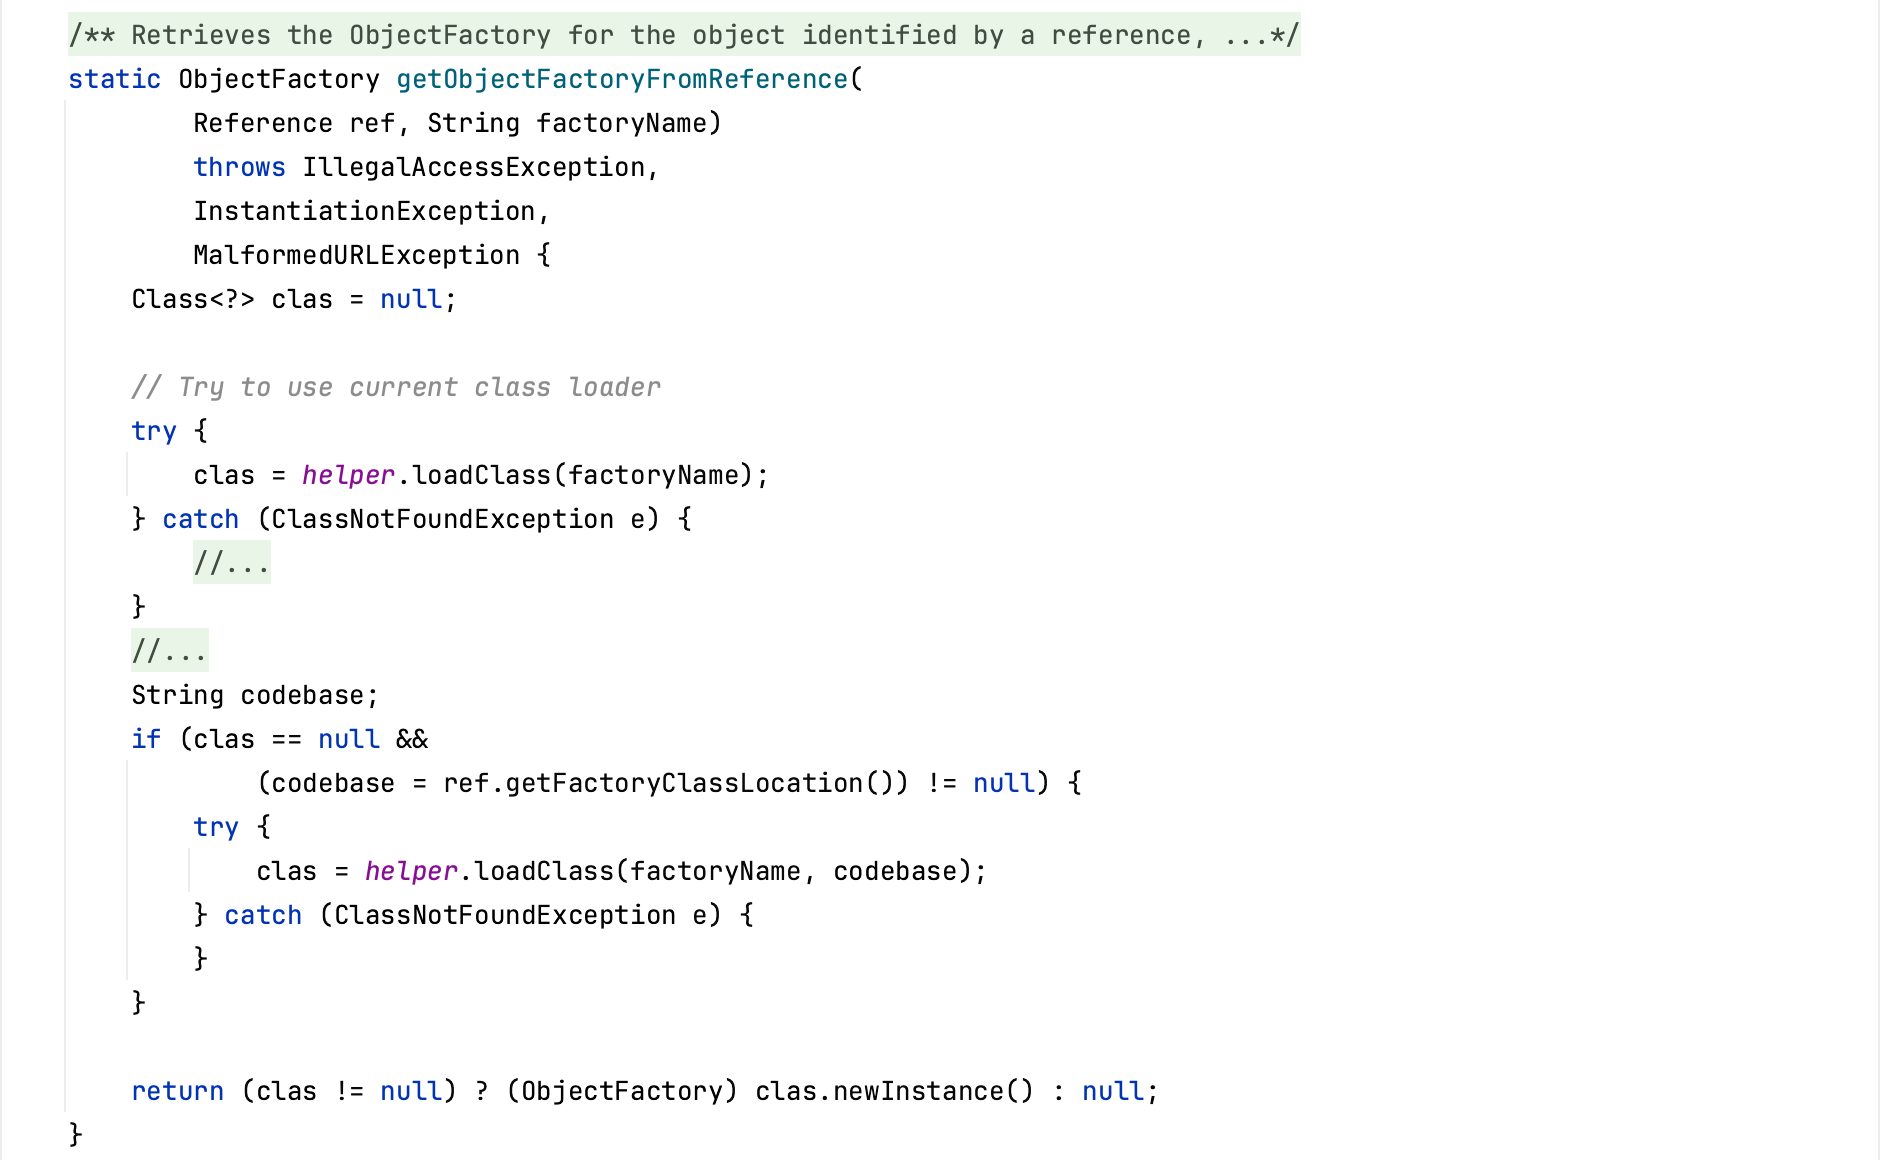 /** Retrieves the ObjectFactory for the object identified by a reference, ...*/
static ObjectFactory getObjectFactoryFromReference(
        Reference ref, String factoryName)
        throws IllegalAccessException,
        InstantiationException,
        MalformedURLException {
    Class<?> clas = null;

    // Try to use current class loader
    try {
        clas = helper.loadClass(factoryName);
    } catch (ClassNotFoundException e) {
        //...
    }
    //...
    String codebase;
    if (clas == null &&
            (codebase = ref.getFactoryClassLocation()) != null) {
        try {
            clas = helper.loadClass(factoryName, codebase);
        } catch (ClassNotFoundException e) {
        }
    }

    return (clas != null) ? (ObjectFactory) clas.newInstance() : null;
}